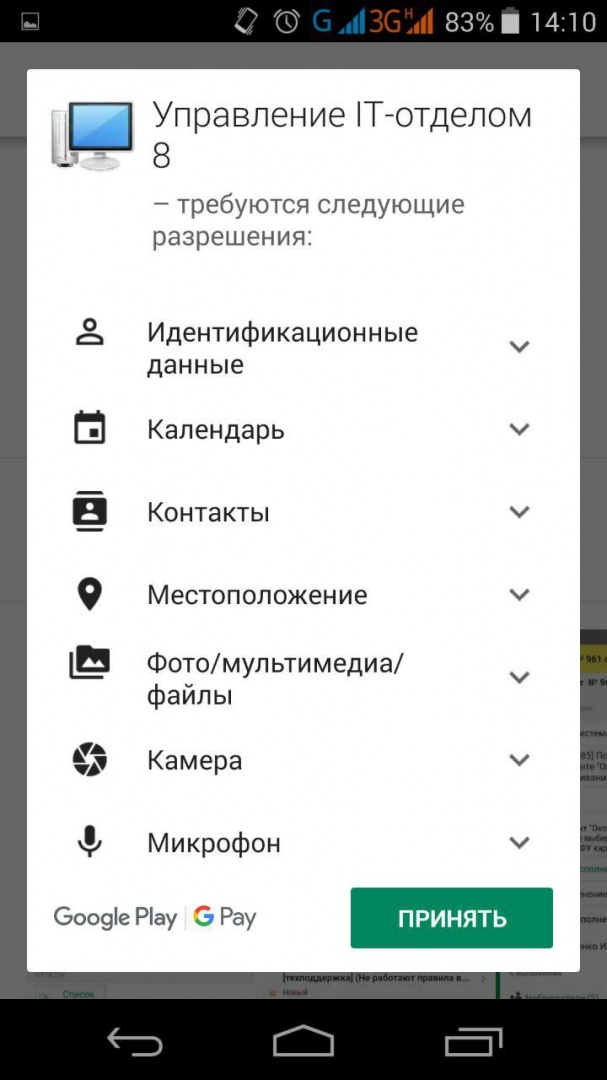 G 3G H 83% 14:10
Управление IT-отделом
8
– требуются следующие
разрешения:
Идентификационные
данные
Календарь
Контакты
Местоположение
Фото/мультимедиа/
файлы
Камера
Микрофон
Google Play | G Pay
ПРИНЯТЬ
[техподдержка] (Не работают правила в...
Список
Новый